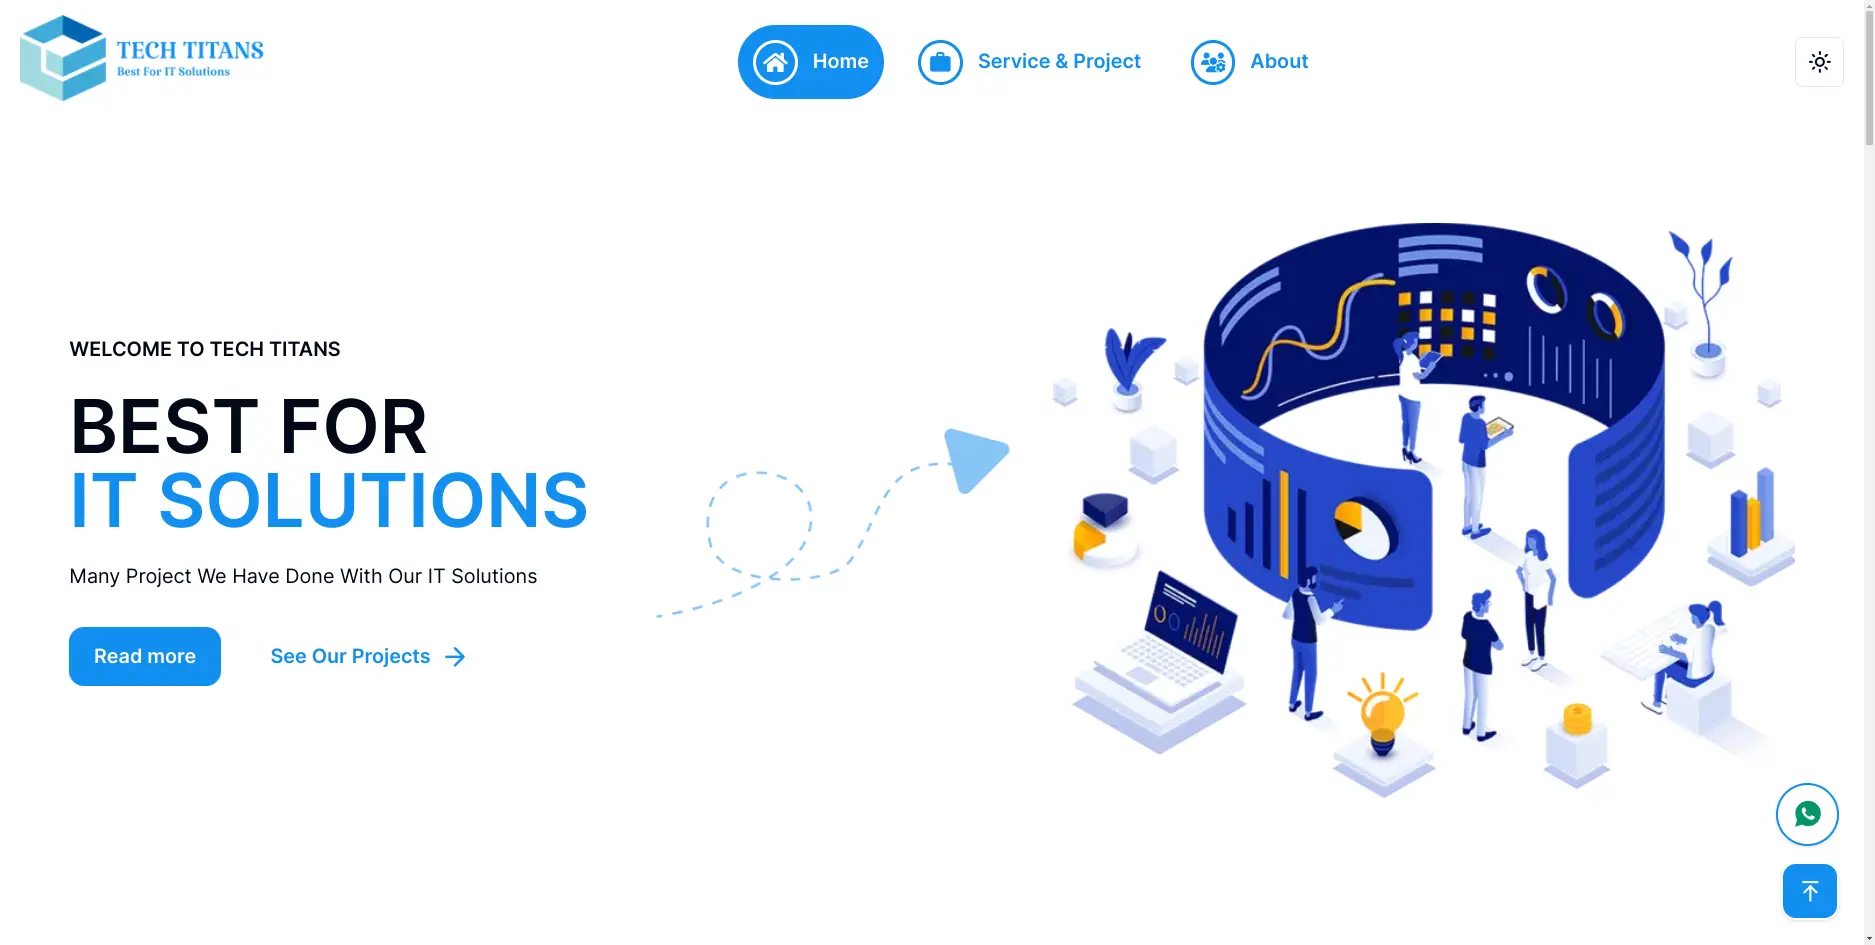 TECH TITANS
Best For IT Solutions
Home
Service & Project
About
WELCOME TO TECH TITANS
BEST FOR
IT SOLUTIONS
Many Project We Have Done With Our IT Solutions
Read more
See Our Projects